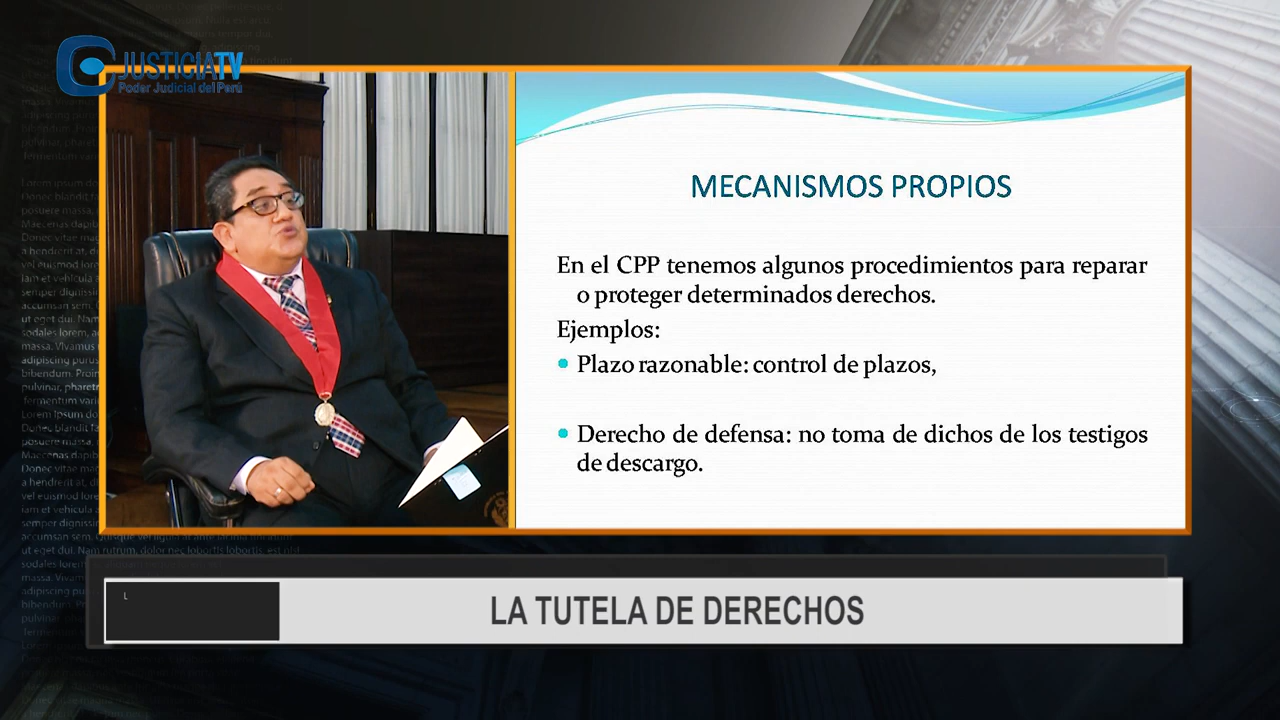 JUSTICIATV
Poder Judicial del Perú
MECANISMOS PROPIOS
En el CPP tenemos algunos procedimientos para reparar
o proteger determinados derechos.
Ejemplos:
• Plazo razonable: control de plazos,
• Derecho de defensa: no toma de dichos de los testigos
de descargo.
L
LA TUTELA DE DERECHOS